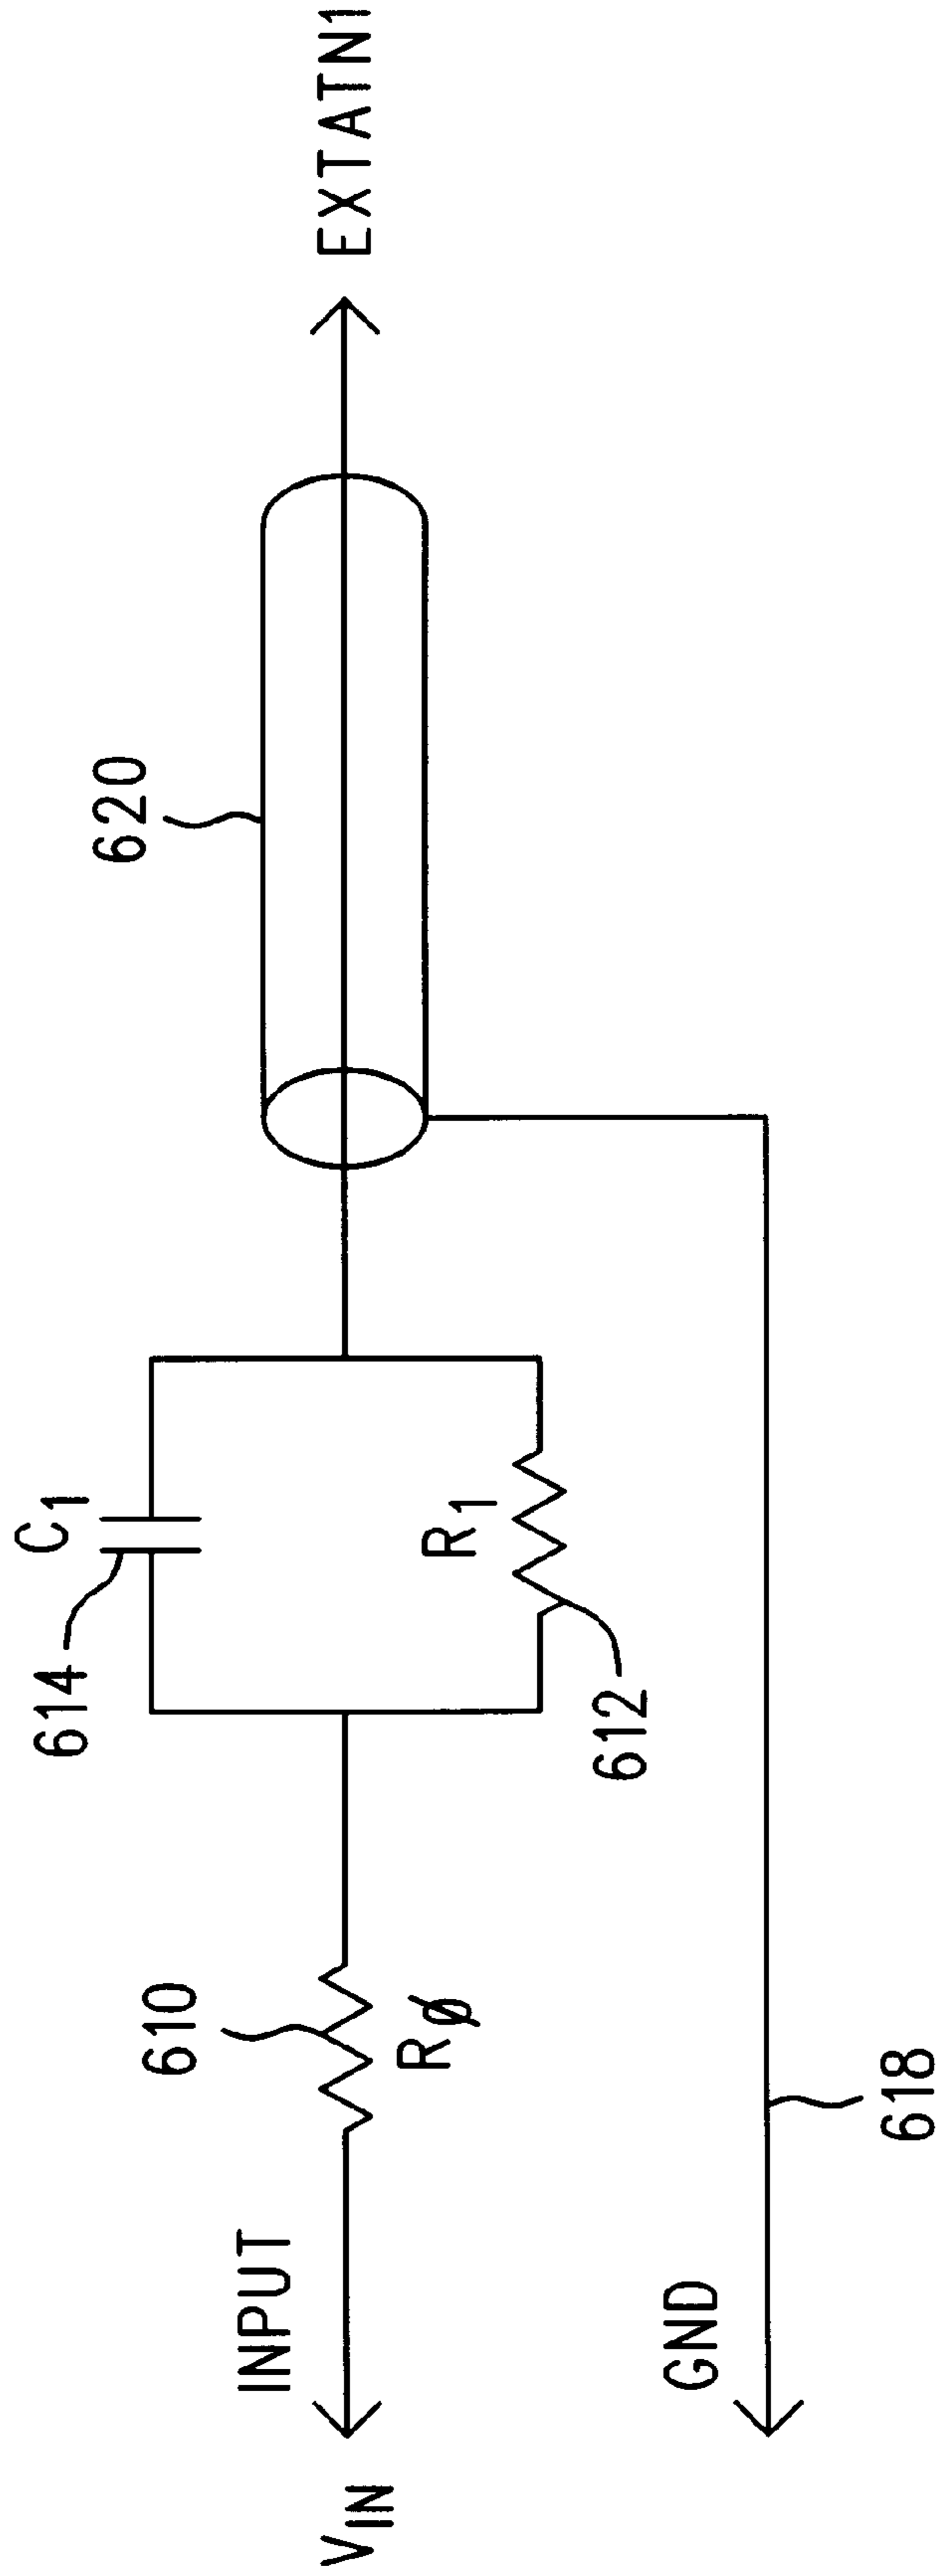 C1
614
620
610
INPUT
R1
EXTATN1
VIN
RØ
612
GND
618